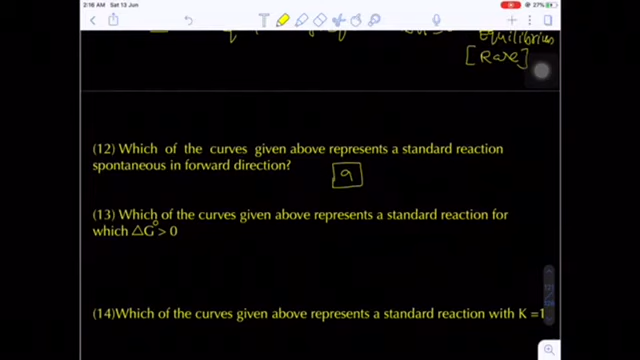 2:16 AM Sat 13 Jun
27%
Equilibrium
[Rare]
(12) Which of the curves given above represents a standard reaction
spontaneous in forward direction?
a
(13) Which of the curves given above represents a standard reaction for
which △G° > 0
(14)Which of the curves given above represents a standard reaction with K =1